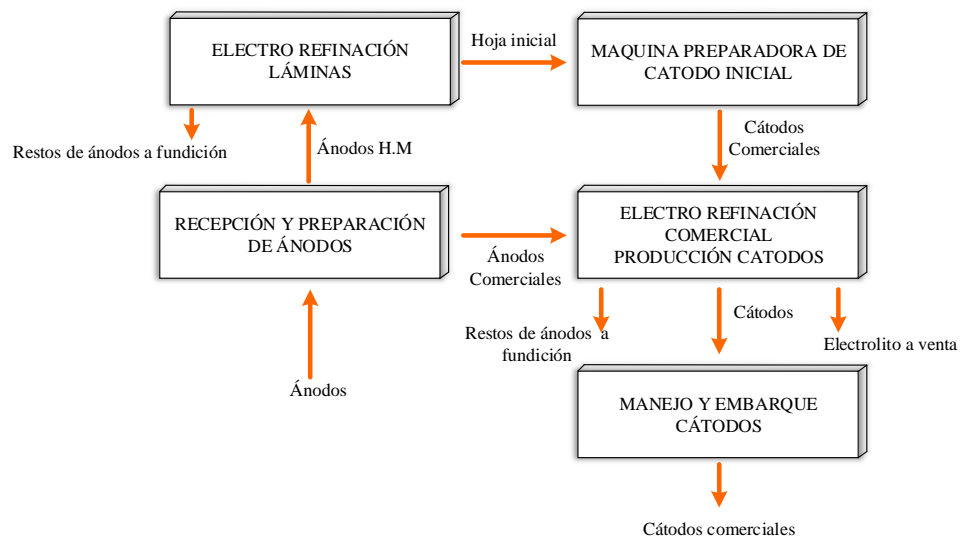 ELECTRO REFINACIÓN
LÁMINAS
Hoja inicial
MAQUINA PREPARADORA DE
CATODO INICIAL
Restos de ánodos a fundición
Ánodos H.M
Cátodos
Comerciales
RECEPCIÓN Y PREPARACIÓN
DE ÁNODOS
Ánodos
Comerciales
ELECTRO REFINACIÓN
COMERCIAL
PRODUCCIÓN CATODOS
Restos de ánodos a
fundición
Cátodos
Electrolito a venta
Ánodos
MANEJO Y EMBARQUE
CÁTODOS
Cátodos comerciales